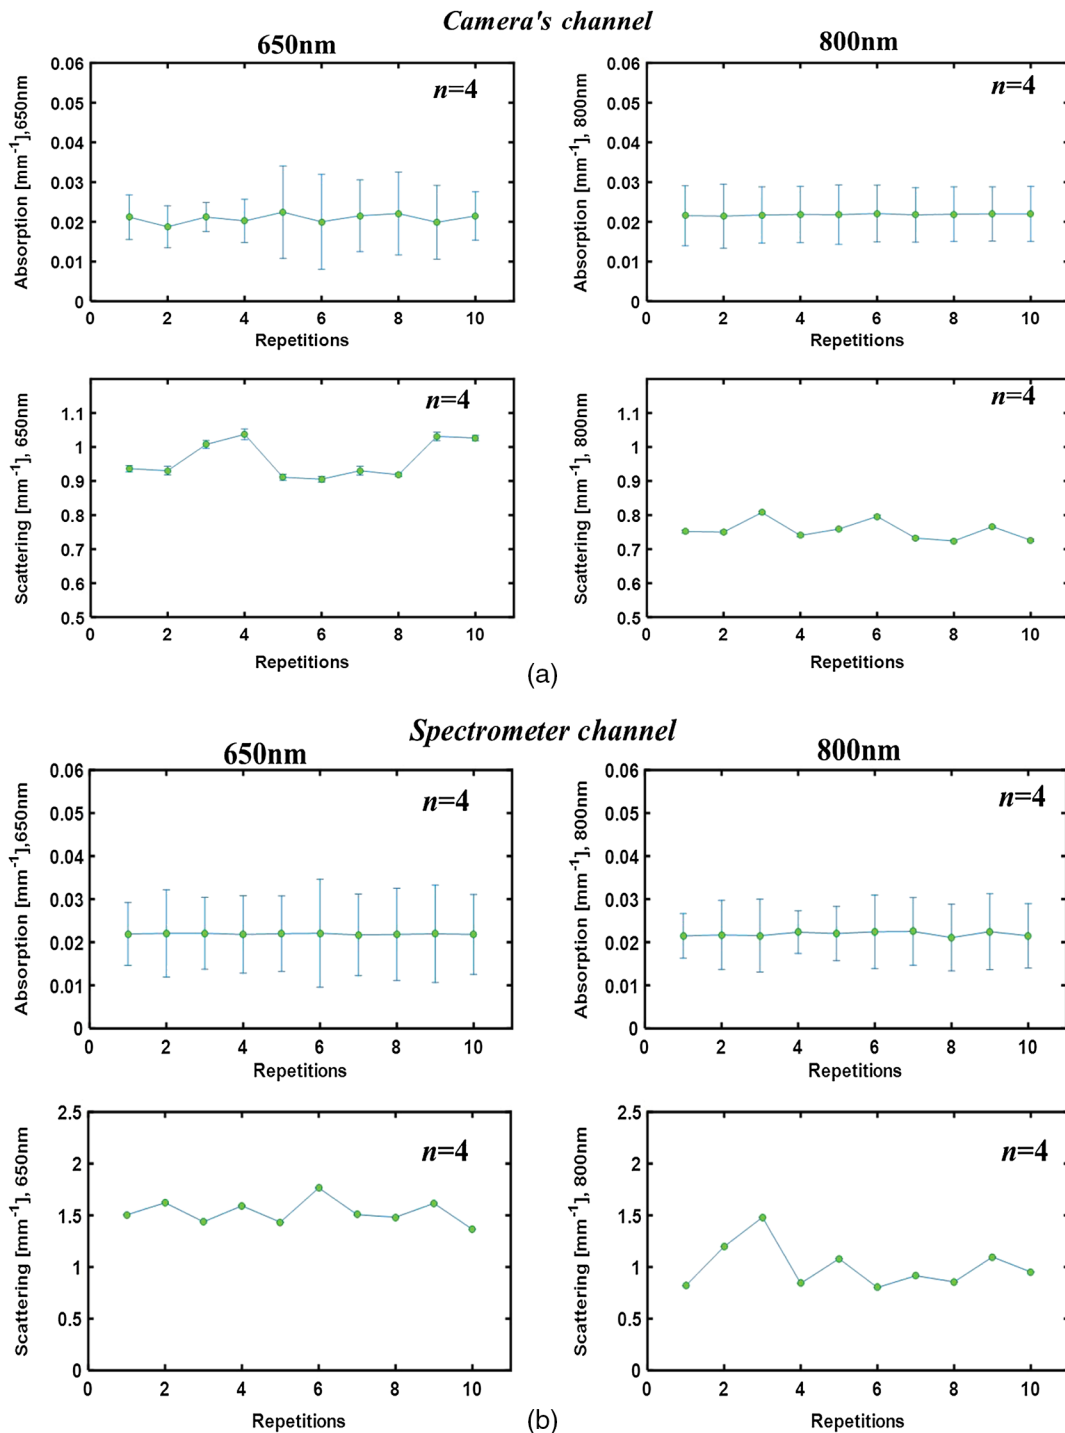 Camera's channel
650nm
800nm
Absorption [mm⁻¹],650nm
0.06
0.05
0.04
0.03
0.02
0.01
0
n=4
0 2 4 6 8 10
Repetitions
Absorption [mm⁻¹], 800nm
0.06
0.05
0.04
0.03
0.02
0.01
0
n=4
0 2 4 6 8 10
Repetitions
Scattering [mm⁻¹], 650nm
1.1
1
0.9
0.8
0.7
0.6
0.5
n=4
0 2 4 6 8 10
Repetitions
Scattering [mm⁻¹], 800nm
1.1
1
0.9
0.8
0.7
0.6
0.5
n=4
0 2 4 6 8 10
Repetitions
(a)
Spectrometer channel
650nm
800nm
Absorption [mm⁻¹],650nm
0.06
0.05
0.04
0.03
0.02
0.01
0
n=4
0 2 4 6 8 10
Repetitions
Absorption [mm⁻¹], 800nm
0.06
0.05
0.04
0.03
0.02
0.01
0
n=4
0 2 4 6 8 10
Repetitions
Scattering [mm⁻¹], 650nm
2.5
2
1.5
1
0.5
0
n=4
0 2 4 6 8 10
Repetitions
Scattering [mm⁻¹], 800nm
2.5
2
1.5
1
0.5
0
n=4
0 2 4 6 8 10
Repetitions
(b)